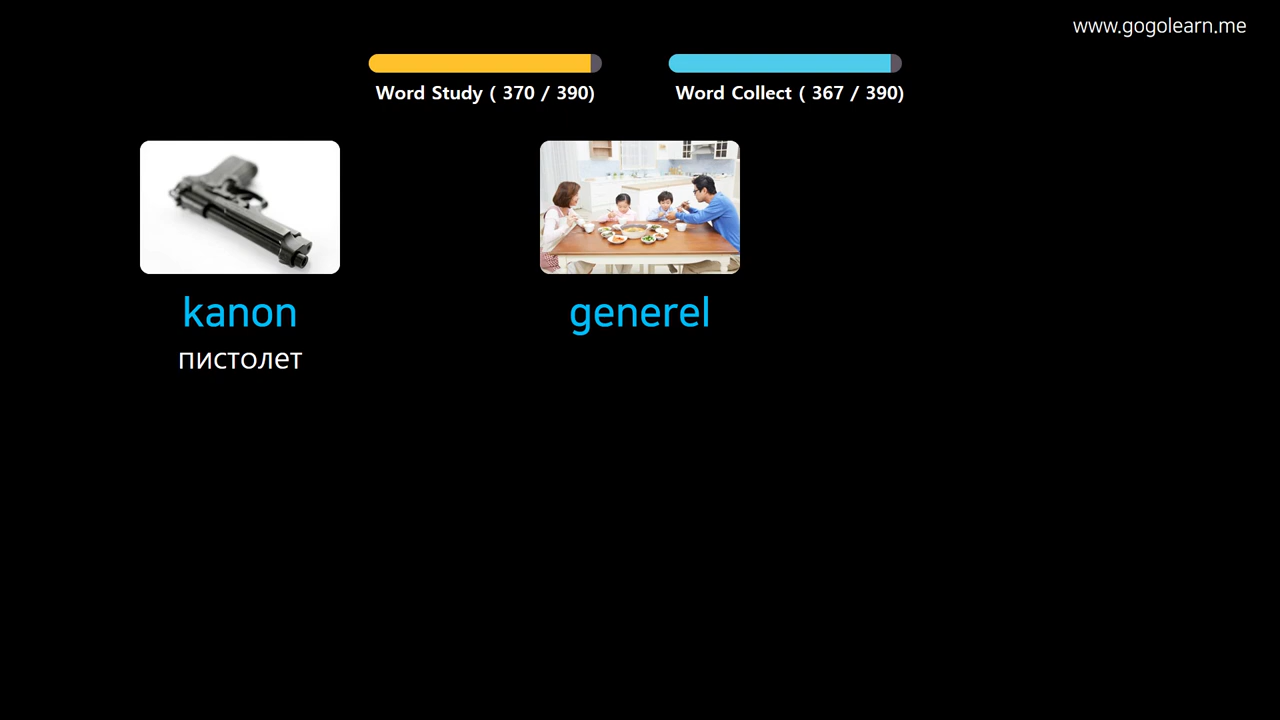 www.gogolearn.me
Word Study ( 370 / 390)
Word Collect ( 367 / 390)
kanon
пистолет
generel